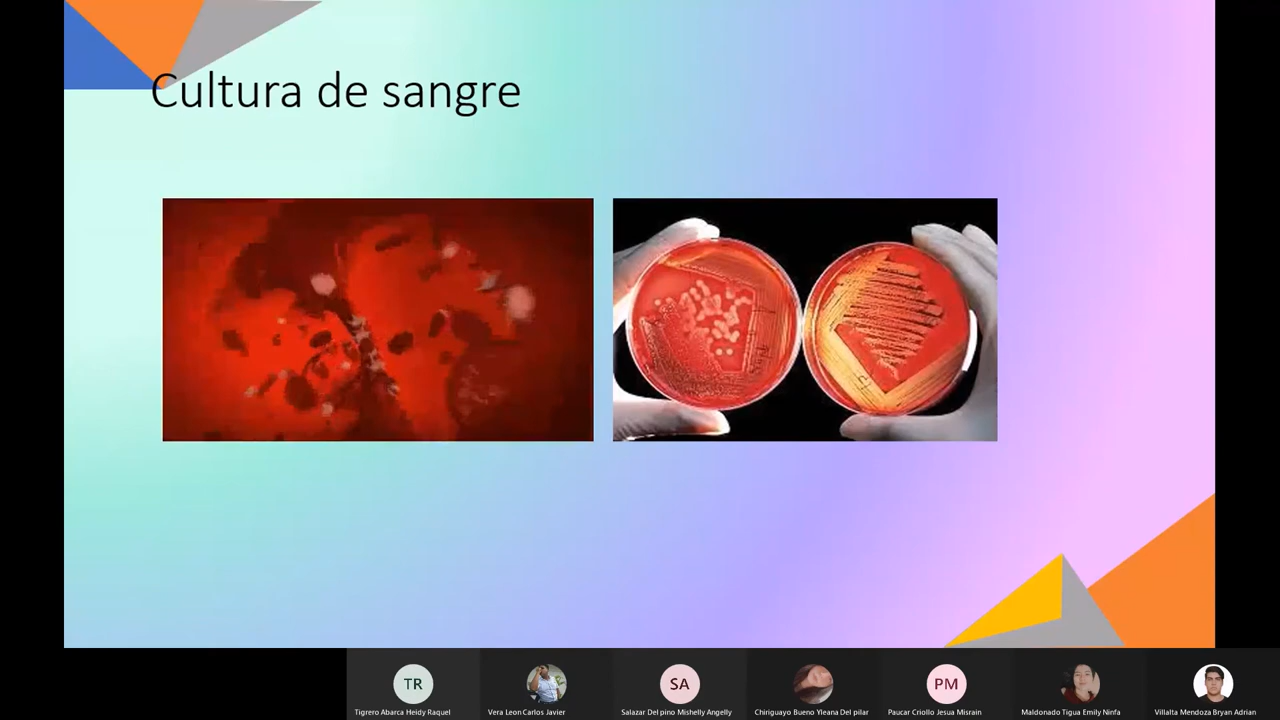 Cultura de sangre
TR
SA
PM
Tigrero Abarca Heidy Raquel
Vera Leon Carlos Javier
Salazar Del pino Mishelly Angelly
Chiriguayo Bueno Yleana Del pilar
Paucar Criollo Jesua Misrain
Maldonado Tigua Emily Ninfa
Villalta Mendoza Bryan Adrian